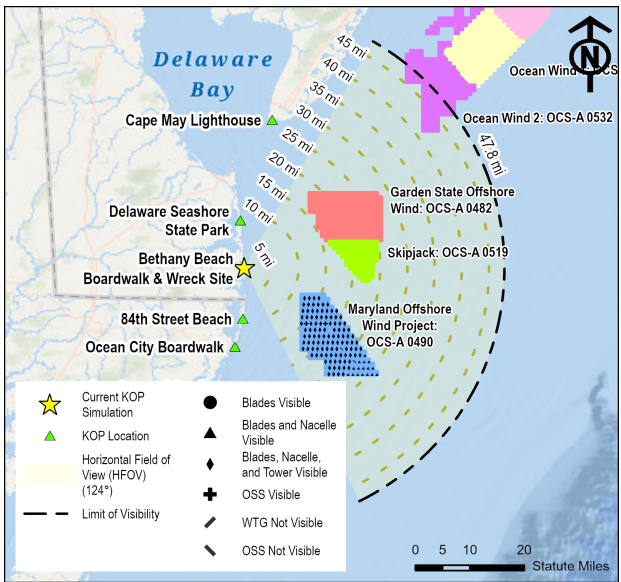 Delaware
Bay
N
45 mi
40 mi
35 mi
30 mi
25 mi
20 mi
15 mi
10 mi
5 mi
47.8 mi
Ocean Wind 1: OCS
Ocean Wind 2: OCS-A 0532
Cape May Lighthouse
Garden State Offshore
Wind: OCS-A 0482
Delaware Seashore
State Park
Skipjack: OCS-A 0519
Bethany Beach
Boardwalk & Wreck Site
Maryland Offshore
Wind Project:
OCS-A 0490
84th Street Beach
Ocean City Boardwalk
Current KOP
Simulation
KOP Location
Horizontal Field of
View (HFOV)
(124°)
Limit of Visibility
Blades Visible
Blades and Nacelle
Visible
Blades, Nacelle,
and Tower Visible
OSS Visible
WTG Not Visible
OSS Not Visible
0 5 10 20
Statute Miles